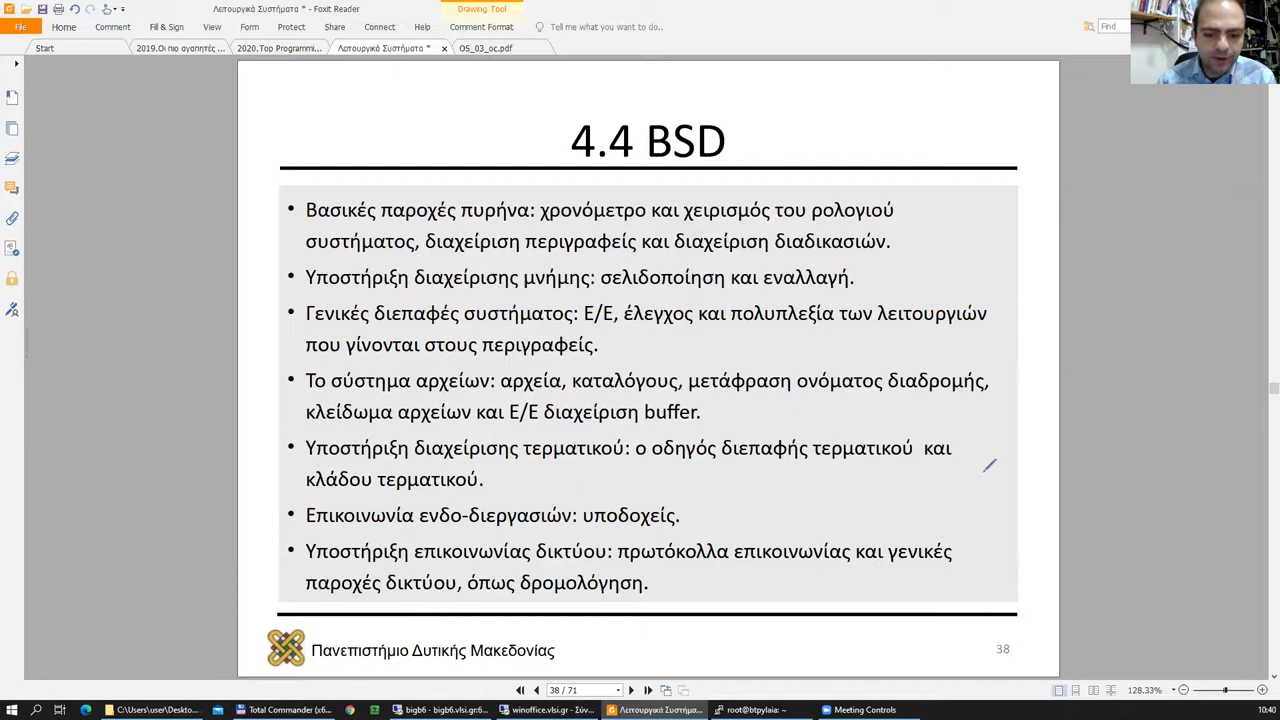 Λειτουργικά Συστήματα * - Foxit Reader
Drawing Tool
File
Home
Comment
Fill & Sign
View
Form
Protect
Share
Connect
Help
Comment Format
Tell me what you want to do..
Find
Start
2019.Οι πιο αγαπητές ...
2020.Top Programmi...
Λειτουργικά Συστήματα *
OS_03_oc.pdf
4.4 BSD
• Βασικές παροχές πυρήνα: χρονόμετρο και χειρισμός του ρολογιού
συστήματος, διαχείριση περιγραφείς και διαχείριση διαδικασιών.
• Υποστήριξη διαχείρισης μνήμης: σελιδοποίηση και εναλλαγή.
• Γενικές διεπαφές συστήματος: Ε/Ε, έλεγχος και πολυπλεξία των λειτουργιών
που γίνονται στους περιγραφείς.
• Το σύστημα αρχείων: αρχεία, καταλόγους, μετάφραση ονόματος διαδρομής,
κλείδωμα αρχείων και Ε/Ε διαχείριση buffer.
• Υποστήριξη διαχείρισης τερματικού: ο οδηγός διεπαφής τερματικού και
κλάδου τερματικού.
• Επικοινωνία ενδο-διεργασιών: υποδοχείς.
• Υποστήριξη επικοινωνίας δικτύου: πρωτόκολλα επικοινωνίας και γενικές
παροχές δικτύου, όπως δρομολόγηση.
Πανεπιστήμιο Δυτικής Μακεδονίας
38
38 / 71
128.33%
C:\Users\user\Deskto...
Total Commander (x6...
bigb6 - bigb6.vlsi.gr:6...
winoffice.vlsi.gr - Σύν...
Λειτουργικά Συστήμα...
root@btpylaia: ~
Meeting Controls
10:40